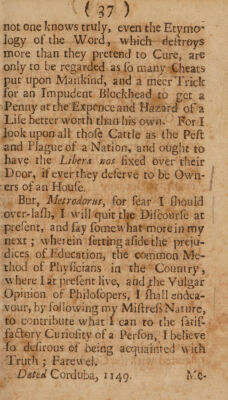 ( 37 )
not one knows truly, even the Etymo-
logy of the Word, which destroys
more than they pretend to Cure, are
only to be regarded as so many Cheats
put upon Mankind, and a meer Trick
for an Impudent Blockhead to get a
Penny at the Expence and Hazard of a
Life better worth than his own. For I
look upon all those Cattle as the Pest
and Plague of a Nation, and ought to
have the Libera nos fixed over their
Door, if ever they deserve to be Own-
ers of an House.
But, Metrodorus, for fear I should
over-lash, I will quit the Discourse at
present, and say somewhat more in my
next; wherein setting aside the preju-
dices of Education, the common Me-
thod of Physicians in the Country,
where I at present live, and the Vulgar
Opinion of Philosopers, I shall endea-
vour, by following my Mistress Nature,
to contribute what I can to the satis-
factory Curiosity of a Person, I believe
so desirous of being acquainted with
Truth; Farewel.
Dated Corduba, 1149.
Me-